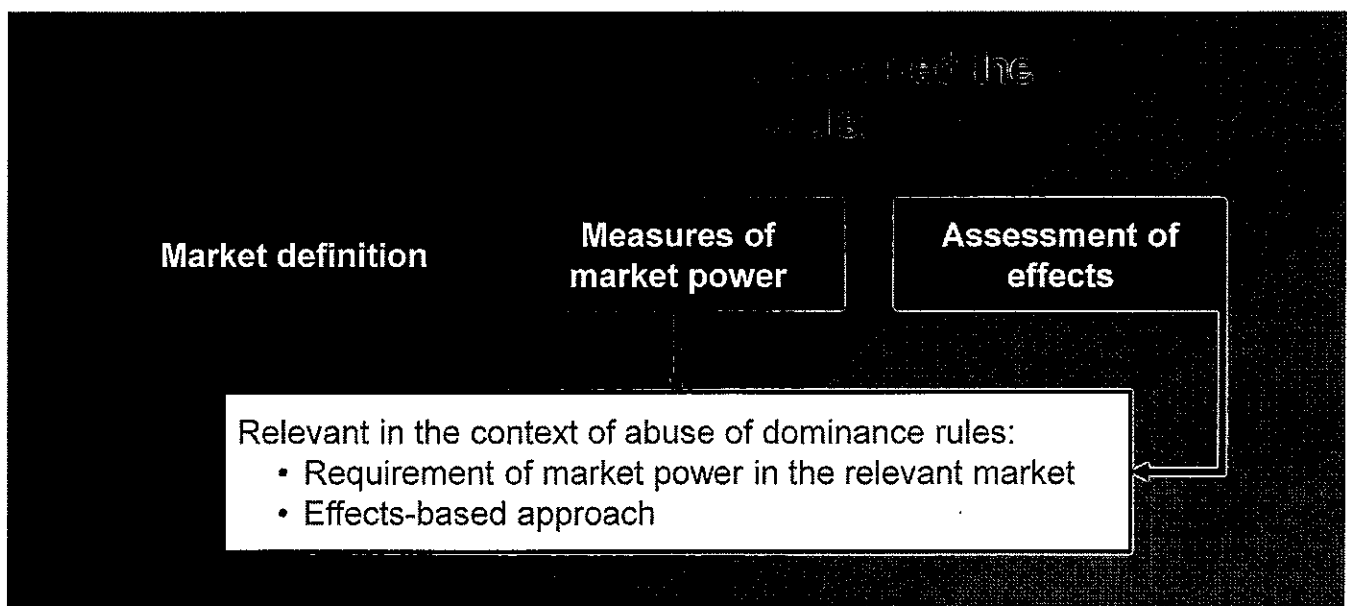 the
Market definition
Measures of
market power
Assessment of
effects
Relevant in the context of abuse of dominance rules:
• Requirement of market power in the relevant market
• Effects-based approach